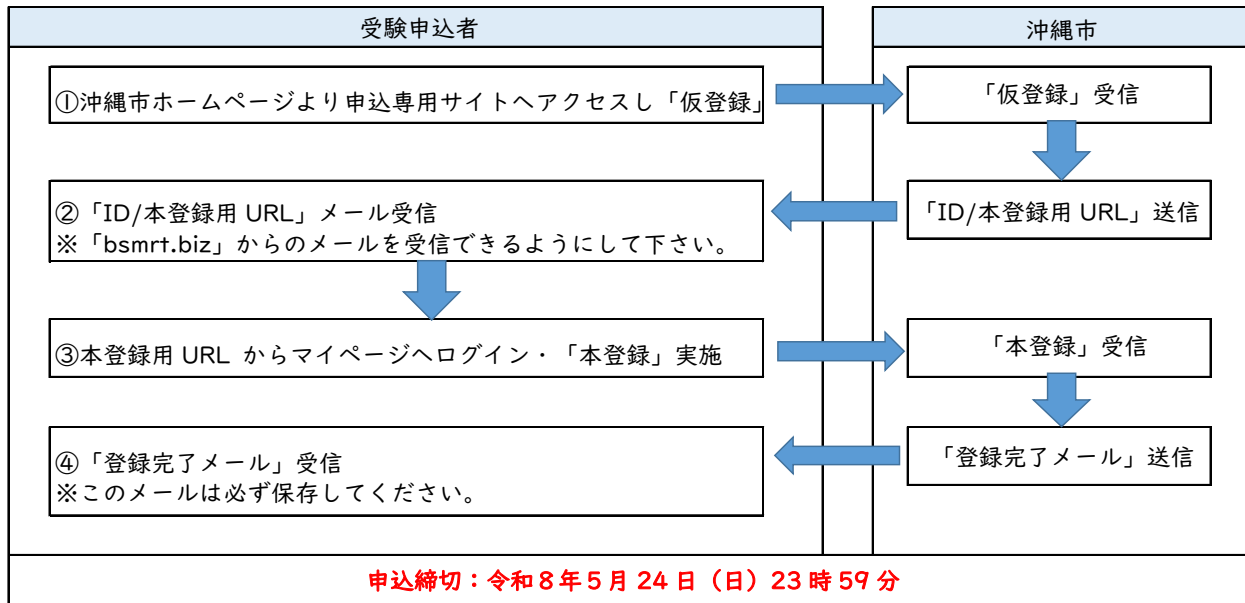 受験申込者
沖縄市
①沖縄市ホームページより申込専用サイトへアクセスし「仮登録」
「仮登録」受信
②「ID/本登録用 URL」メール受信
※「bsmrt.biz」からのメールを受信できるようにして下さい。
「ID/本登録用 URL」送信
③本登録用 URL からマイページへログイン・「本登録」実施
「本登録」受信
④「登録完了メール」受信
※このメールは必ず保存してください。
「登録完了メール」送信
申込締切：令和８年５月 24 日（日）23 時 59 分